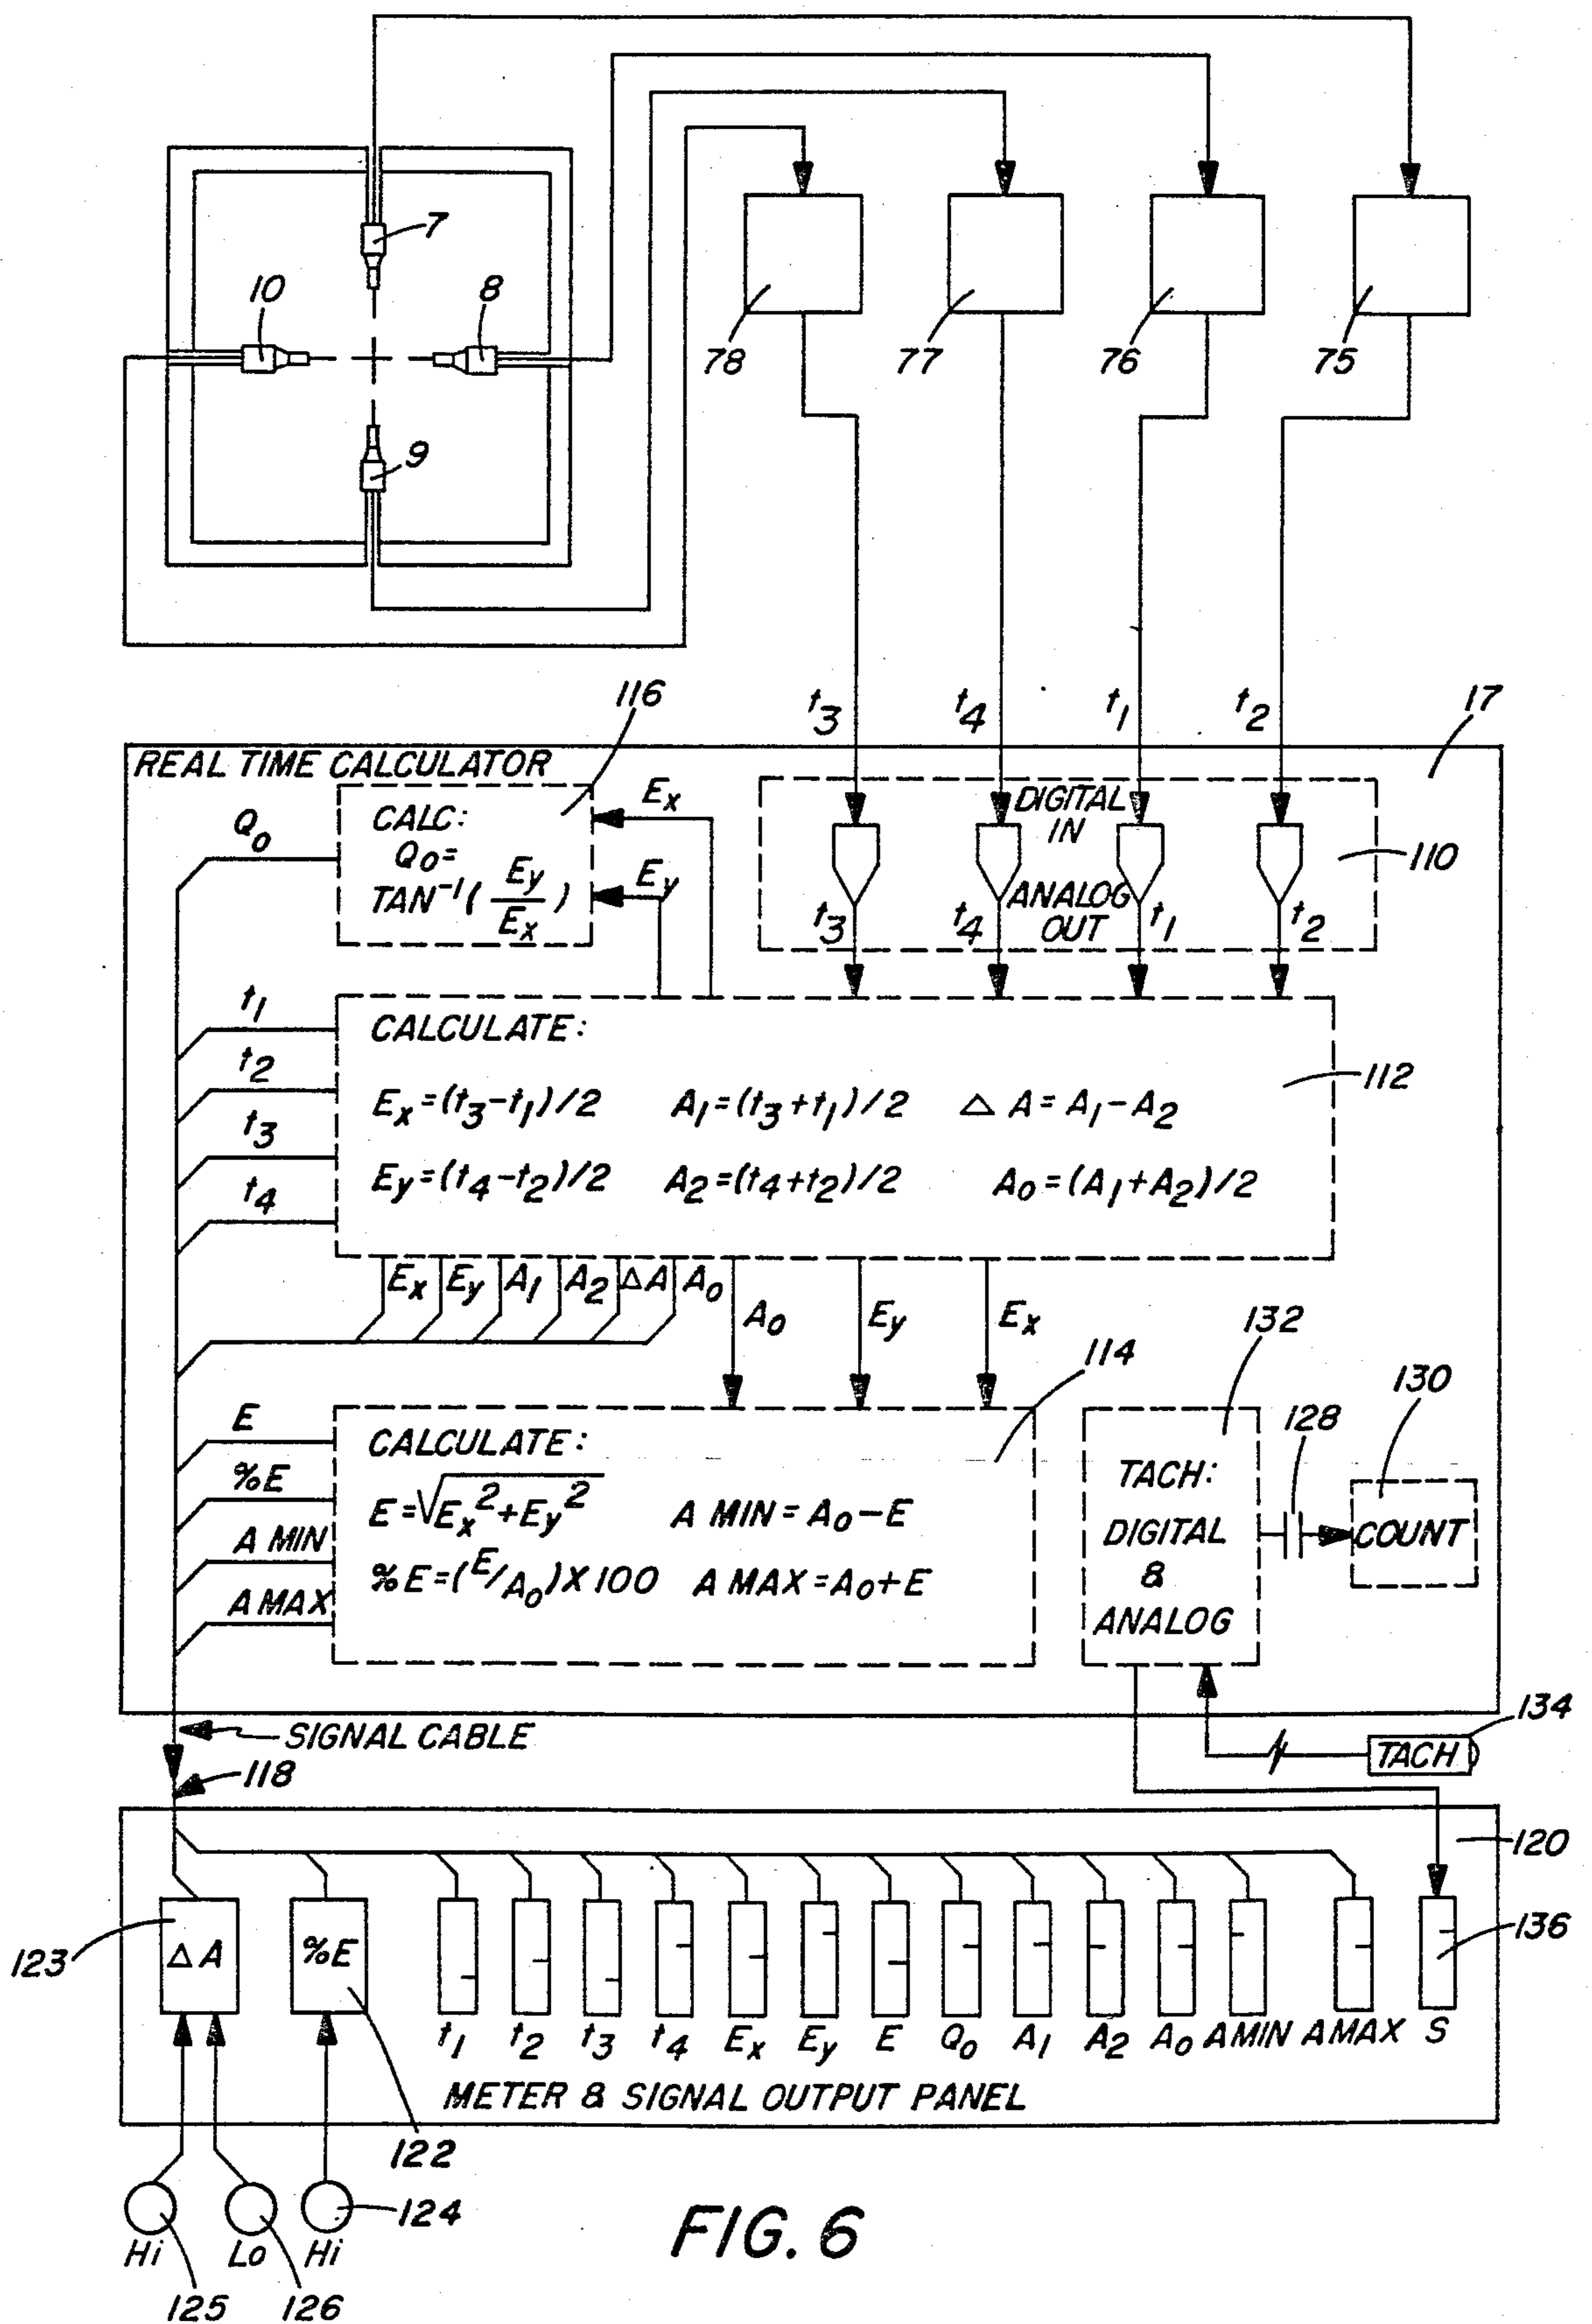 7
10
8
9
78
77
76
75
t3
t4
t1
t2
17
116
REAL TIME CALCULATOR
Q0
CALC:
Q0=
TAN⁻¹(Ey/Ex)
Ex
Ey
DIGITAL
IN
ANALOG
OUT
110
t3
t4
t1
t2
t1
t2
t3
t4
CALCULATE:
112
Ex=(t3-t1)/2 A1=(t3+t1)/2 △A=A1-A2
Ey=(t4-t2)/2 A2=(t4+t2)/2 A0=(A1+A2)/2
Ex Ey A1 A2 △A A0
A0
Ey
Ex
132
114
130
128
E
%E
A MIN
A MAX
CALCULATE:
E=√Ex²+Ey² A MIN=A0-E
%E=(E/A0)X100 A MAX=A0+E
TACH:
DIGITAL
&
ANALOG
COUNT
SIGNAL CABLE
134
TACH
118
120
123
△A
%E
136
t1 t2 t3 t4 Ex Ey E Q0 A1 A2 A0 A MIN A MAX S
METER & SIGNAL OUTPUT PANEL
122
124
Hi
Lo
Hi
125
126
FIG. 6